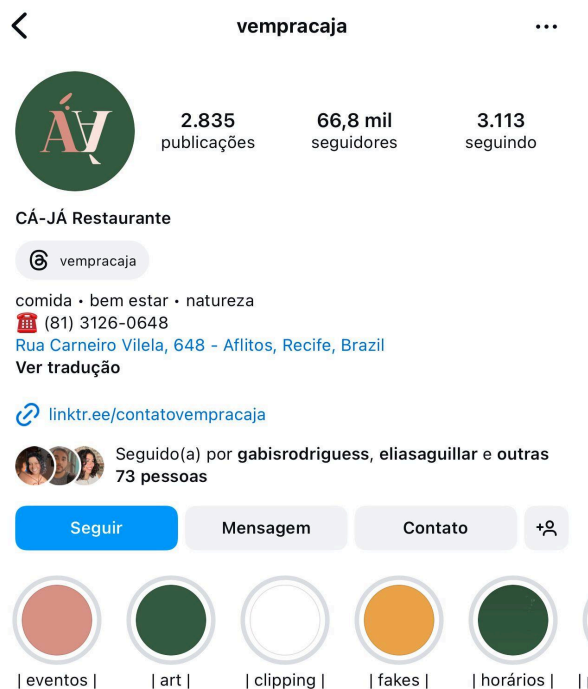 vempracaja
2.835 66,8 mil 3.113
publicações seguidores seguindo
CÁ-JÁ Restaurante
vempracaja
comida • bem estar • natureza
(81) 3126-0648
Rua Carneiro Vilela, 648 - Aflitos, Recife, Brazil
Ver tradução
linktr.ee/contatovempracaja
Seguido(a) por gabisrodriguess, eliasaguillar e outras
73 pessoas
Seguir Mensagem Contato
| eventos | | art | | clipping | | fakes | | horários | |